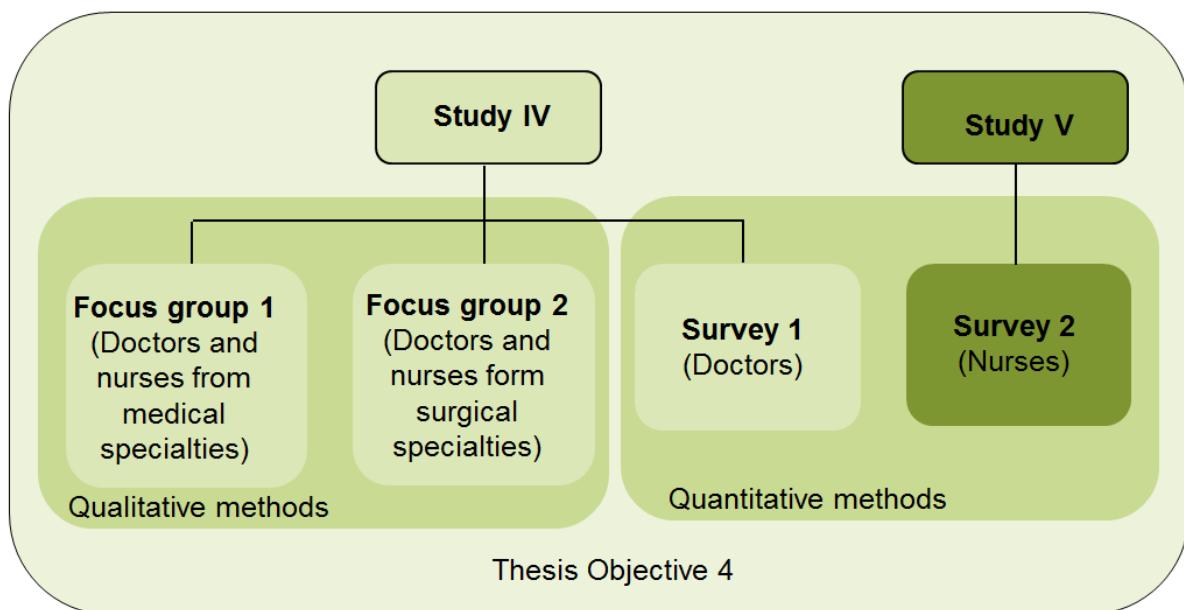 Study IV
Study V
Focus group 1
(Doctors and
nurses from
medical
specialties)
Focus group 2
(Doctors and
nurses form
surgical
specialties)
Survey 1
(Doctors)
Survey 2
(Nurses)
Qualitative methods
Quantitative methods
Thesis Objective 4